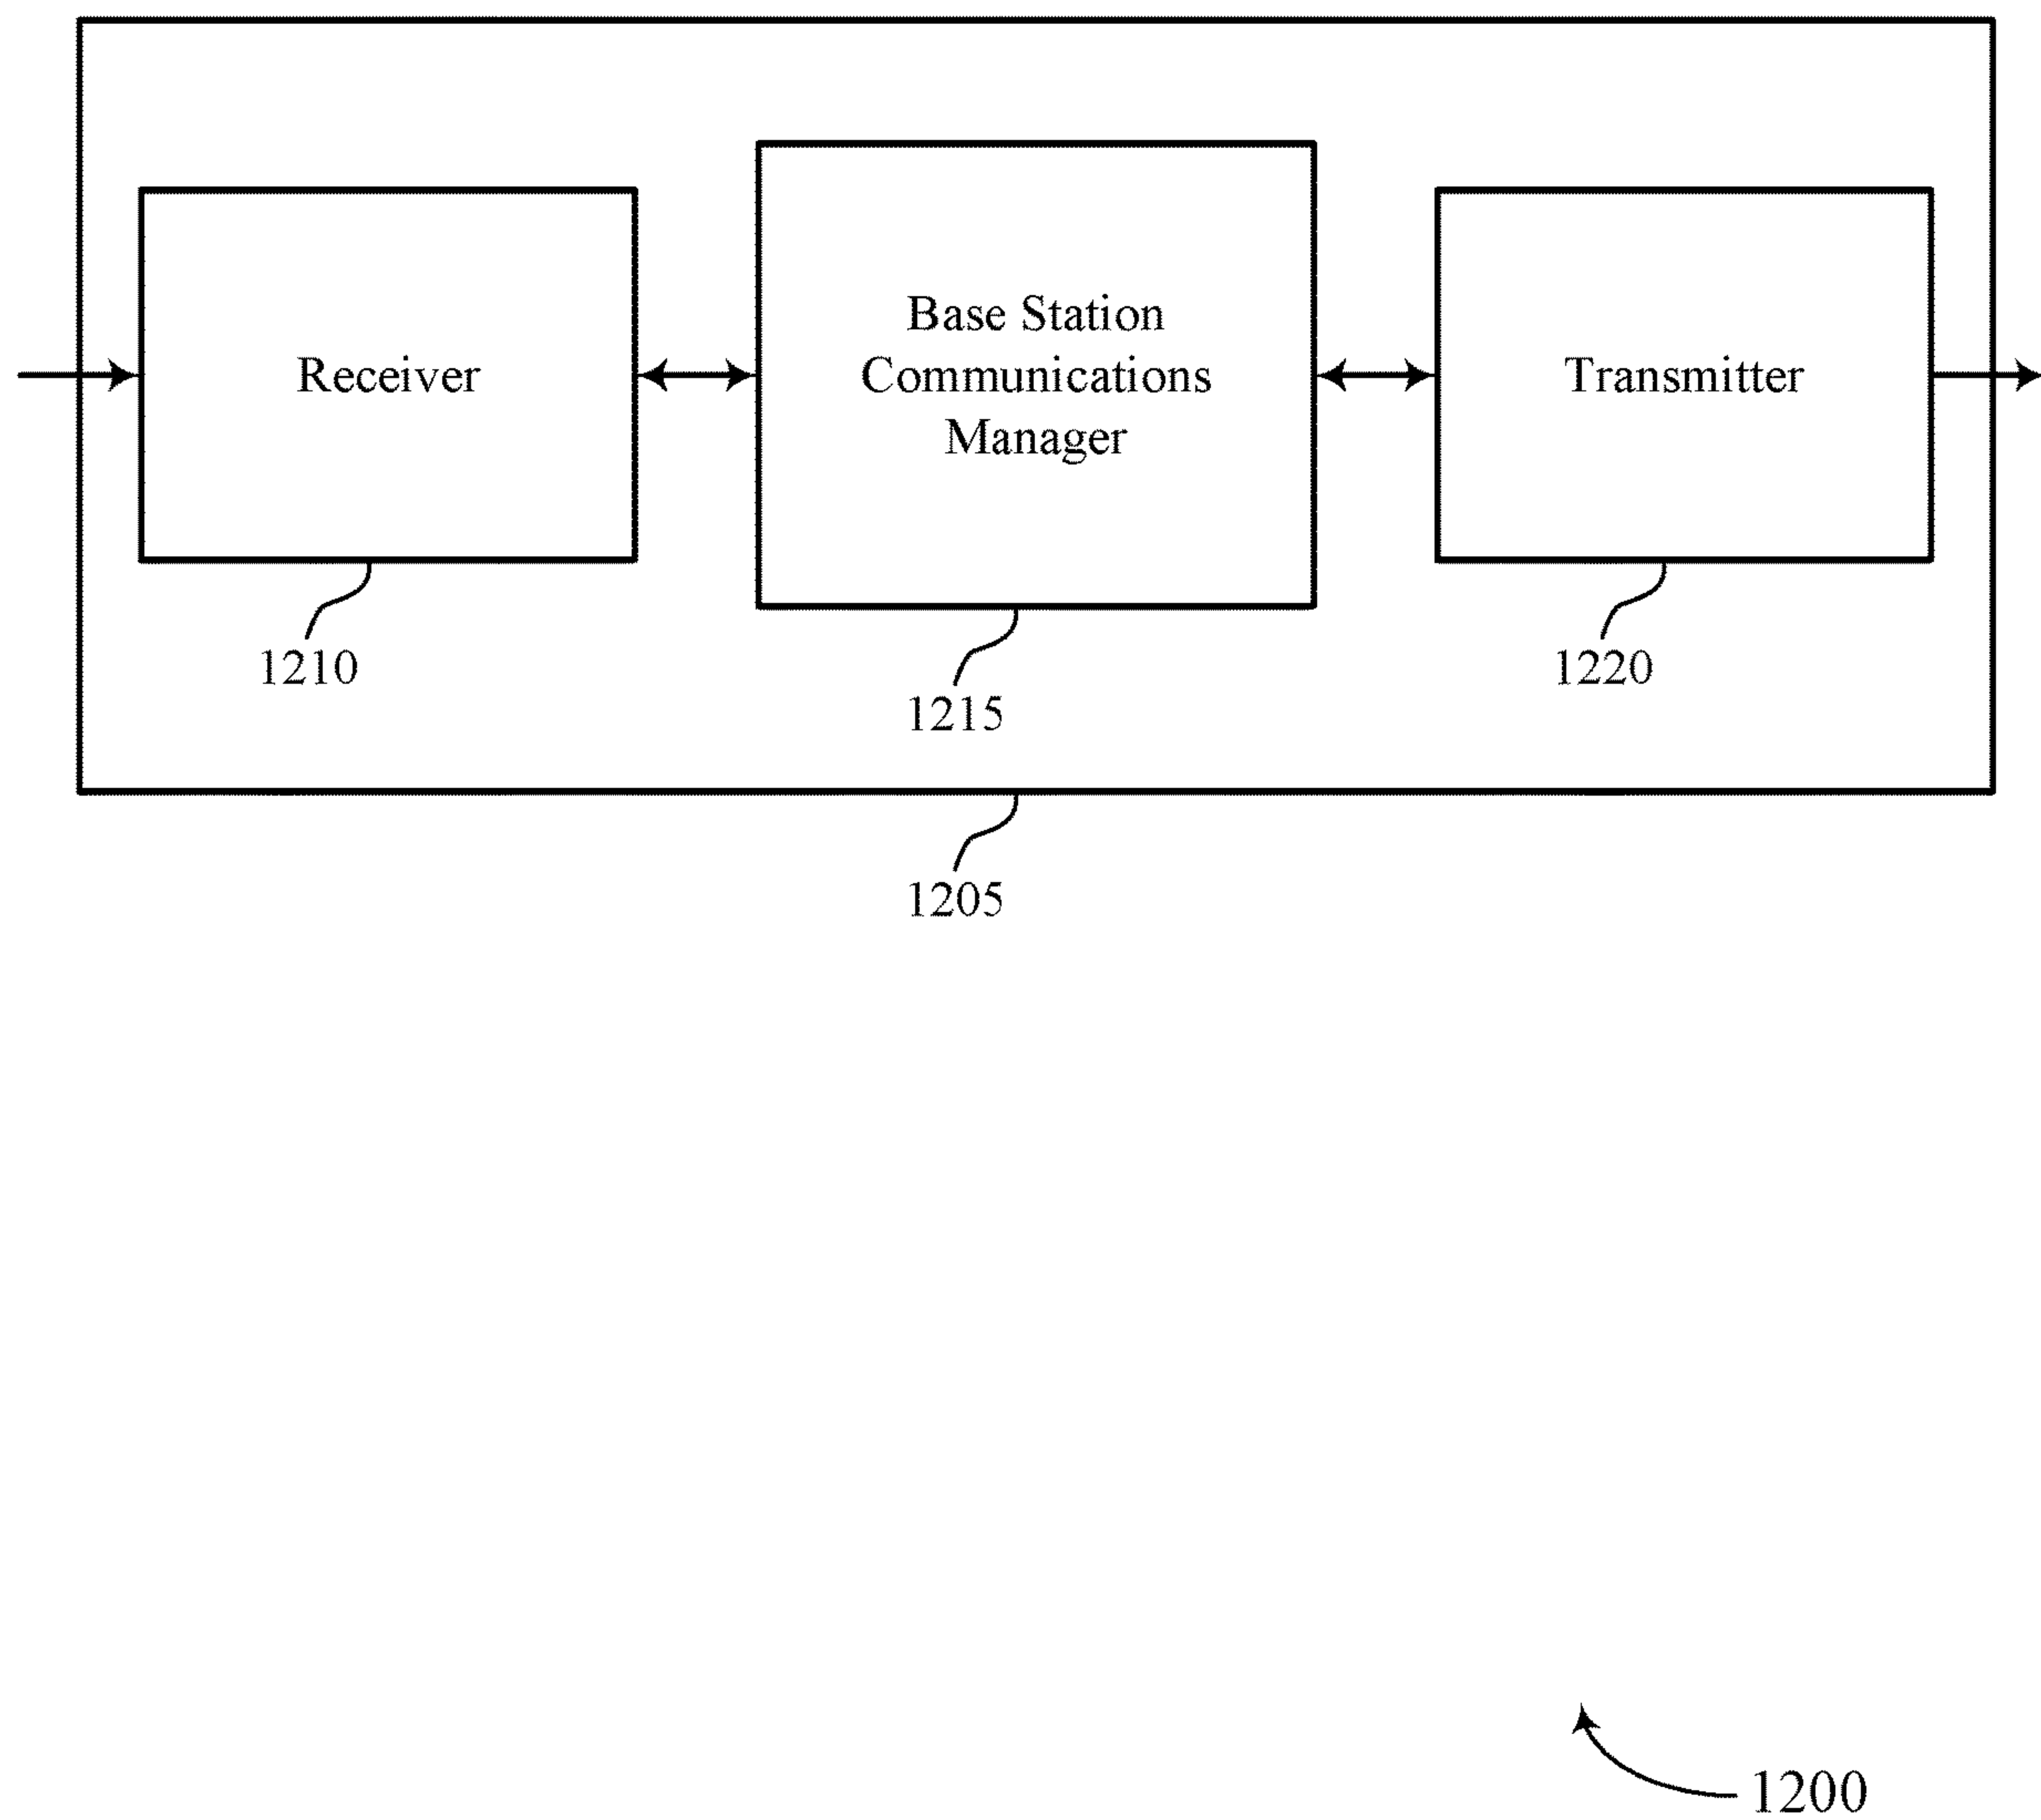 Receiver
Base Station
Communications
Manager
Transmitter
1210
1215
1220
1205
1200